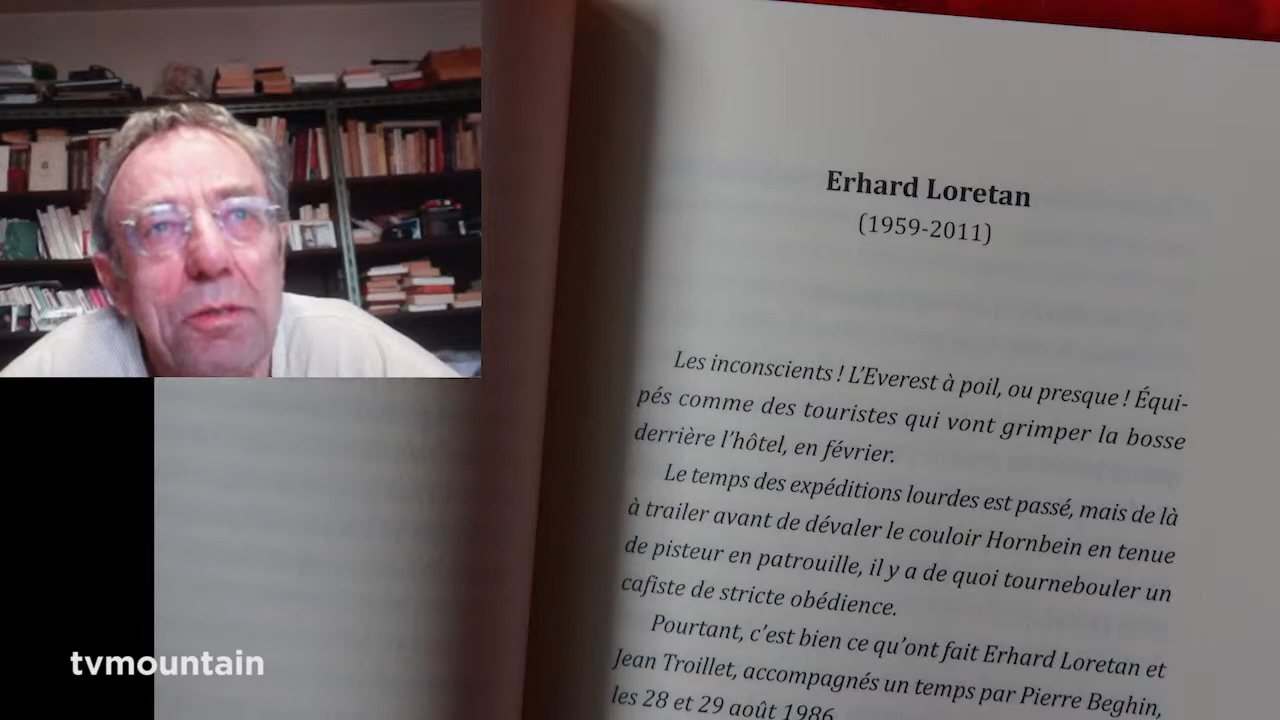 Erhard Loretan
(1959-2011)
Les inconscients ! L’Everest à poil, ou presque ! Équi-
pés comme des touristes qui vont grimper la bosse
derrière l’hôtel, en février.
Le temps des expéditions lourdes est passé, mais de là
à trailer avant de dévaler le couloir Hornbein en tenue
de pisteur en patrouille, il y a de quoi tournebouler un
cafiste de stricte obédience.
Pourtant, c’est bien ce qu’ont fait Erhard Loretan et
Jean Troillet, accompagnés un temps par Pierre Beghin,
les 28 et 29 août 1986.
tvmountain